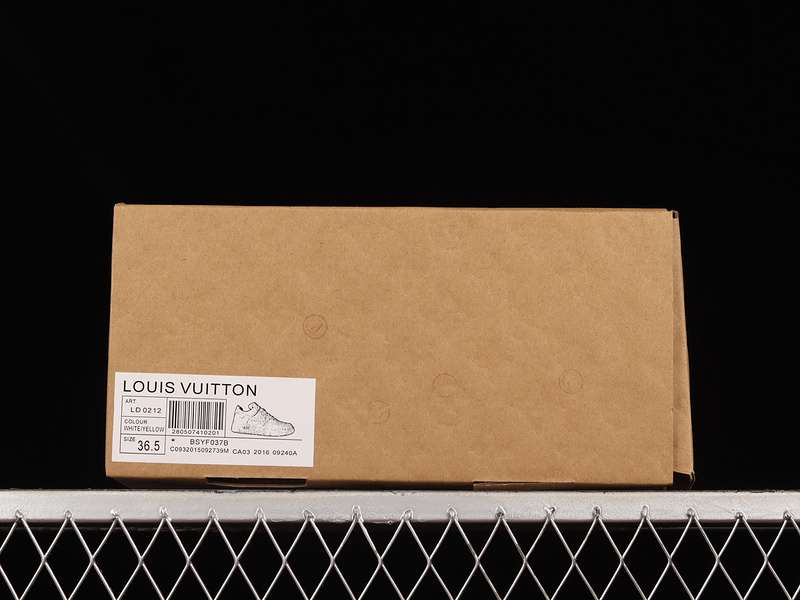 LOUIS VUITTON
ART
LD 0212
COLOUR
WHITE/YELLOW
280507410201
SIZE
36.5
* BSYF037B
C0932015092739M CA03 2016 09240A